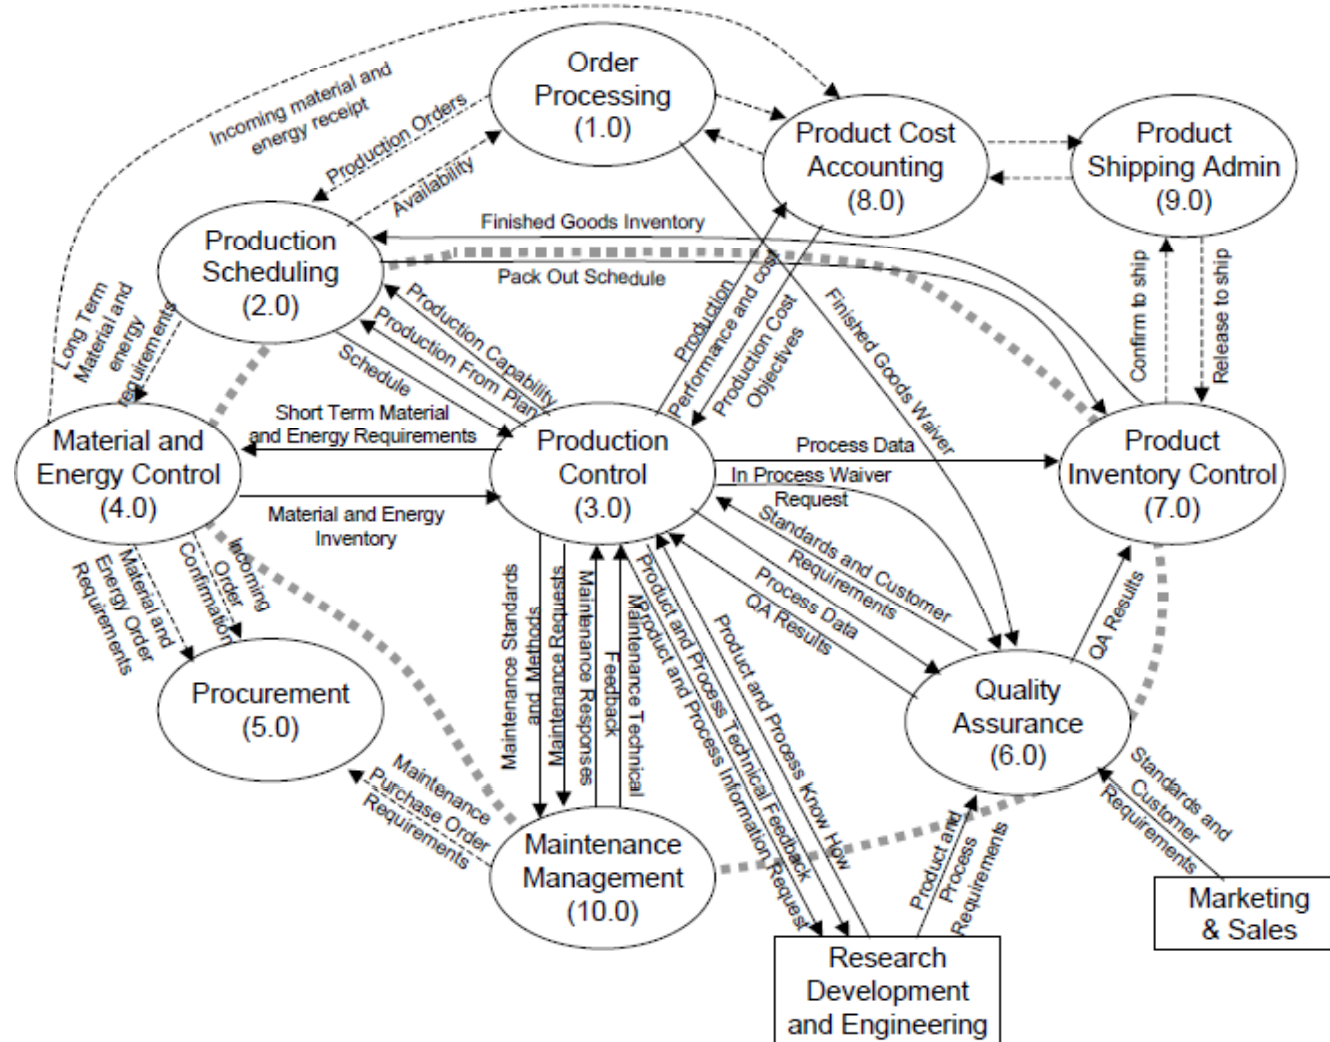 Order
Processing
(1.0)
Product Cost
Accounting
(8.0)
Product
Shipping Admin
(9.0)
Incoming material and
energy receipt
Production Orders
Availability
Production
Scheduling
(2.0)
Finished Goods Inventory
Pack Out Schedule
Confirm to ship
Release to ship
Long Term
Material and
energy
requirements
Production Capability
Production From Plan
Schedule
Production
Performance and cost
Production Cost
Objectives
Finished Goods Waiver
Material and
Energy Control
(4.0)
Short Term Material
and Energy Requirements
Material and Energy
Inventory
Production
Control
(3.0)
Process Data
In Process Waiver
Request
Product
Inventory Control
(7.0)
Standards and Customer
Requirements
Process Data
QA Results
QA Results
Material and
Energy Order
Requirements
Incoming
Order
Confirmation
Procurement
(5.0)
Maintenance Standards
and Methods
Maintenance Requests
Maintenance Responses
Feedback
Maintenance Technical
Product and Process Technical Feedback
Product and Process Information Request
Product and Process Know How
Quality
Assurance
(6.0)
Maintenance
Purchase Order
Requirements
Maintenance
Management
(10.0)
Product and
Process
Requirements
Standards and
Customer
Requirements
Marketing
& Sales
Research
Development
and Engineering